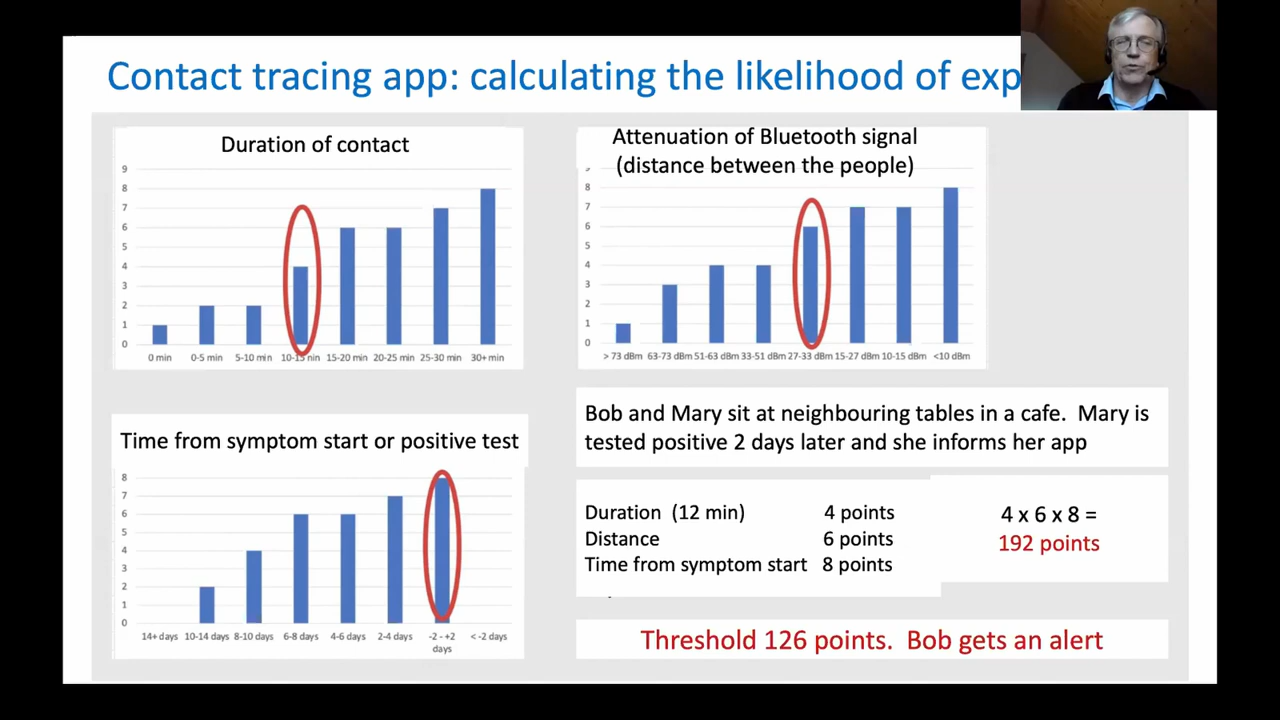 Contact tracing app: calculating the likelihood of exp
Duration of contact
9
8
7
6
5
4
3
2
1
0
0 min 0-5 min 5-10 min 10-15 min 15-20 min 20-25 min 25-30 min 30+ min
Attenuation of Bluetooth signal
(distance between the people)
8
7
6
5
4
3
2
1
0
> 73 dBm 63-73 dBm 51-63 dBm 33-51 dBm 27-33 dBm 15-27 dBm 10-15 dBm <10 dBm
Time from symptom start or positive test
8
7
6
5
4
3
2
1
0
14+ days 10-14 days 8-10 days 6-8 days 4-6 days 2-4 days -2 - +2 < -2 days
days
Bob and Mary sit at neighbouring tables in a cafe. Mary is
tested positive 2 days later and she informs her app
Duration (12 min) 4 points
Distance 6 points
Time from symptom start 8 points
4 x 6 x 8 =
192 points
Threshold 126 points. Bob gets an alert